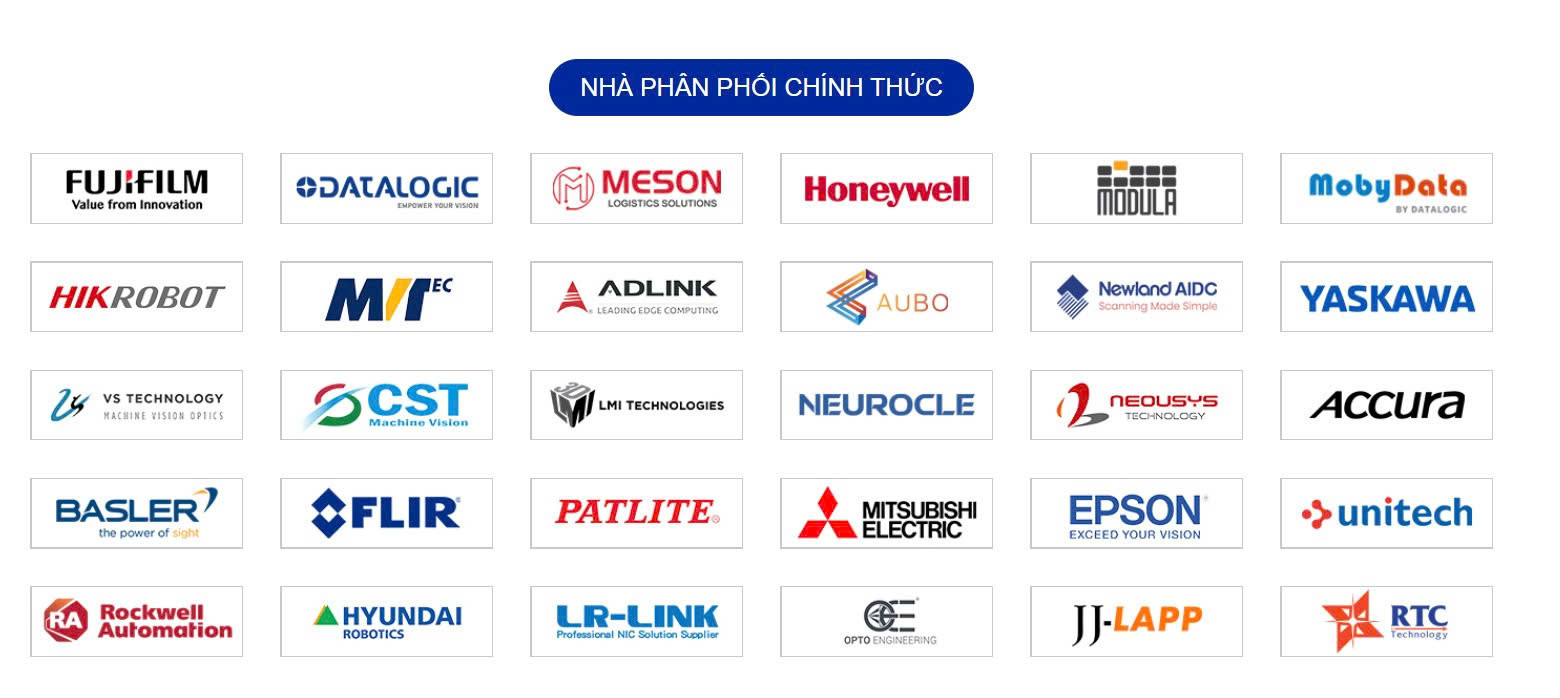 NHÀ PHÂN PHỐI CHÍNH THỨC
FUJIFILM
Value from Innovation
DATALOGIC
EMPOWER YOUR VISION
MESON
LOGISTICS SOLUTIONS
Honeywell
MODULA
MobyData
BY DATALOGIC
HIKROBOT
MVTEC
ADLINK
LEADING EDGE COMPUTING
AUBO
Newland AIDC
Scanning Made Simple
YASKAWA
VS TECHNOLOGY
MACHINE VISION OPTICS
CST
Machine Vision
3D
LMI
LMI TECHNOLOGIES
NEUROCLE
NEOUSYS
TECHNOLOGY
ACCURA
BASLER
the power of sight
FLIR
PATLITE
MITSUBISHI
ELECTRIC
EPSON
EXCEED YOUR VISION
unitech
RA
Rockwell
Automation
HYUNDAI
ROBOTICS
LR-LINK
Professional NIC Solution Supplier
OE
OPTO ENGINEERING
JJ-LAPP
RTC
Technology